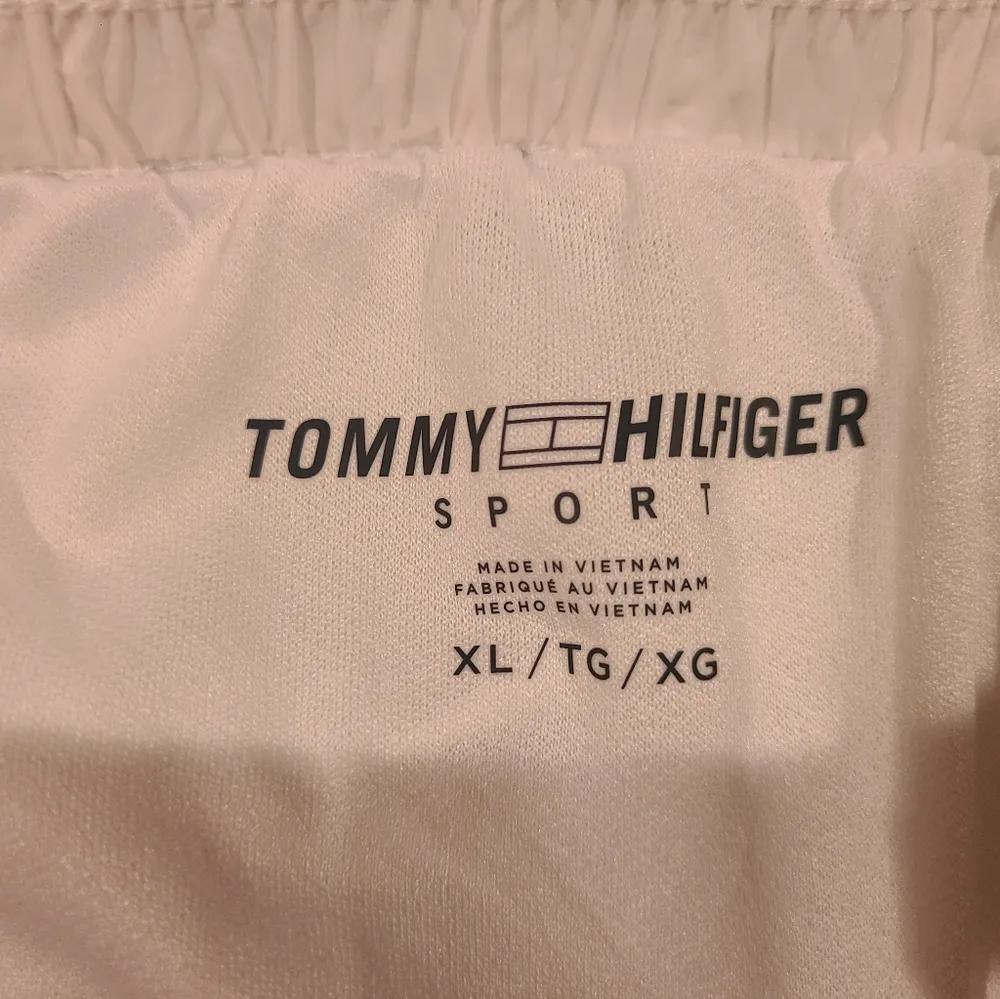 TOMMY HILFIGER
SPORT
MADE IN VIETNAM
FABRIQUÉ AU VIETNAM
HECHO EN VIETNAM
XL / TG / XG